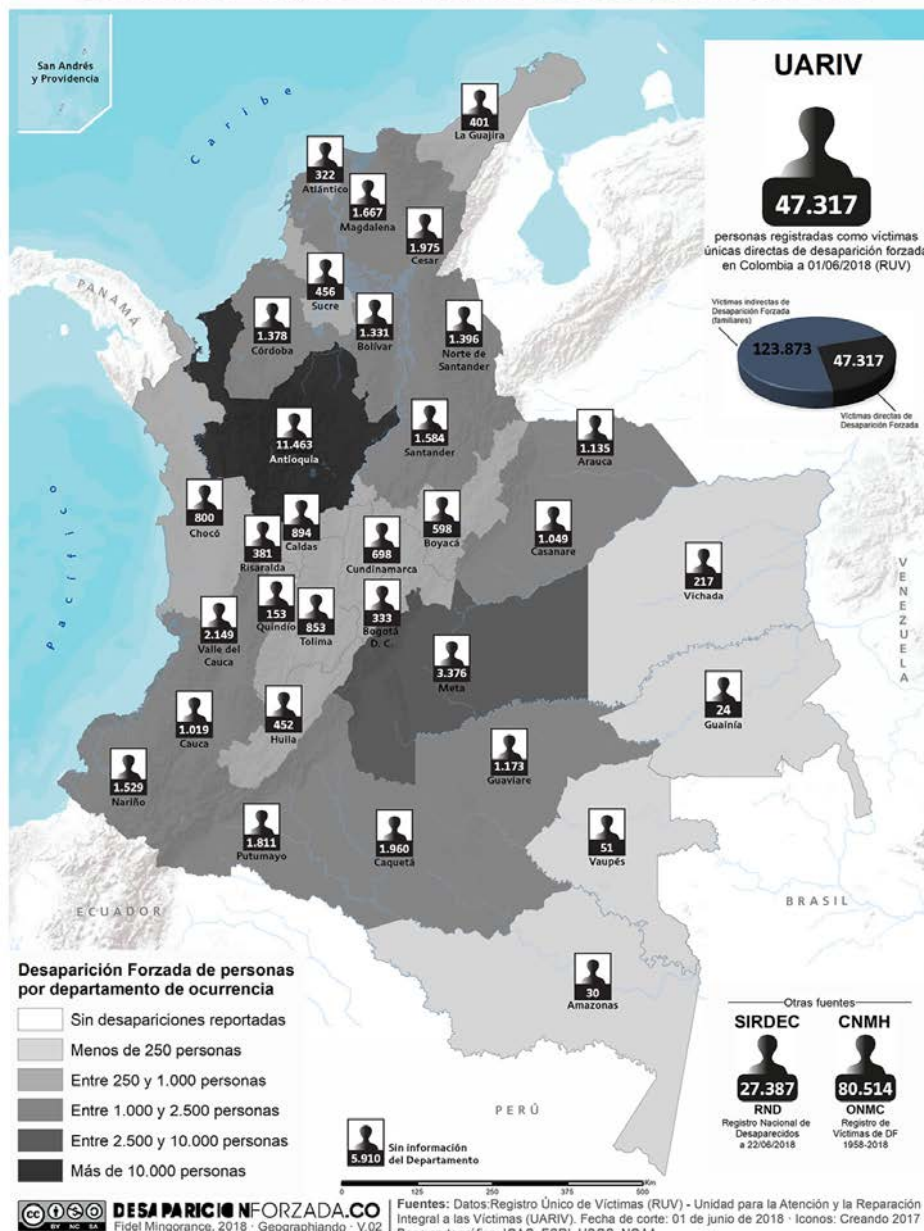 San Andrés
y Providencia
Caribe
401
La Guajira
322
Atlántico
1.667
Magdalena
1.975
Cesar
456
Sucre
PANAMÁ
1.378
Córdoba
1.331
Bolívar
1.396
Norte de
Santander
11.463
Antioquia
1.584
Santander
1.135
Arauca
800
Chocó
894
Caldas
381
Risaralda
698
Cundinamarca
598
Boyacá
1.049
Casanare
217
Vichada
VENEZUELA
Pacífico
2.149
Valle del
Cauca
153
Quindío
853
Tolima
333
Bogotá
D. C.
3.376
Meta
24
Guainía
1.019
Cauca
452
Huila
1.173
Guaviare
1.529
Nariño
1.811
Putumayo
1.960
Caquetá
51
Vaupés
ECUADOR
BRASIL
30
Amazonas
PERÚ
UARIV
47.317
personas registradas como víctimas
únicas directas de desaparición forzada
en Colombia a 01/06/2018 (RUV)
Víctimas indirectas de
Desaparición Forzada
(familiares)
123.873
47.317
Víctimas directas de
Desaparición Forzada
Desaparición Forzada de personas
por departamento de ocurrencia
Sin desapariciones reportadas
Menos de 250 personas
Entre 250 y 1.000 personas
Entre 1.000 y 2.500 personas
Entre 2.500 y 10.000 personas
Más de 10.000 personas
5.910
Sin información
del Departamento
0 125 250 375 500 Km
Otras fuentes
SIRDEC
27.387
RND
Registro Nacional de
Desaparecidos
a 22/06/2018
CNMH
80.514
ONMC
Registro de
Víctimas de DF
1958-2018
cc BY NC SA
DESAPARICIONFORZADA.CO
Fidel Mingorance, 2018 · Geographiando · V.02
Fuentes: Datos:Registro Único de Víctimas (RUV) - Unidad para la Atención y la Reparación
Integral a las Víctimas (UARIV). Fecha de corte: 01 de junio de 2018 · Iconos: Creando 201